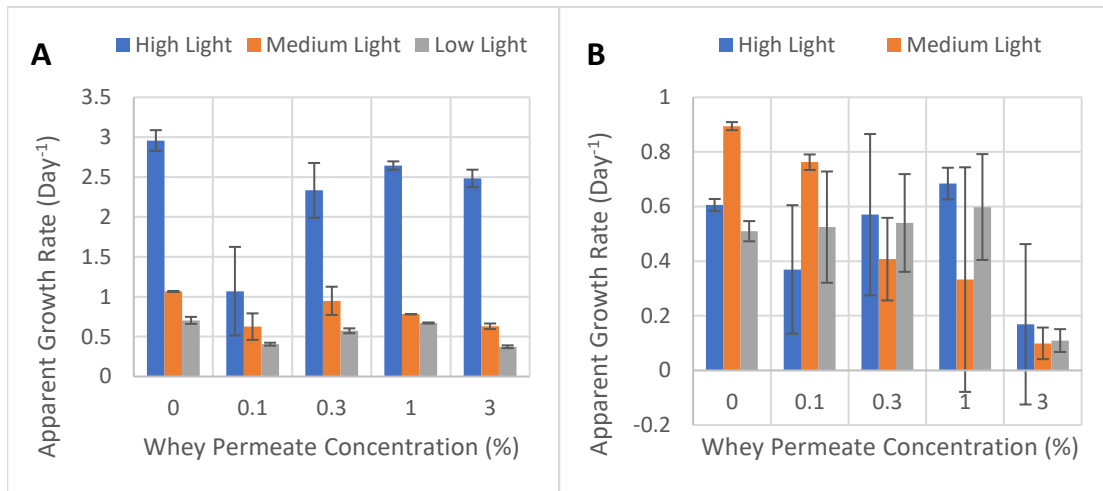 A
High Light Medium Light Low Light
Apparent Growth Rate (Day-1)
3.5
3
2.5
2
1.5
1
0.5
0
0 0.1 0.3 1 3
Whey Permeate Concentration (%)
B
High Light Medium Light
Apparent Growth Rate (Day-1)
1
0.8
0.6
0.4
0.2
0
-0.2
0 0.1 0.3 1 3
Whey Permeate Concentration (%)